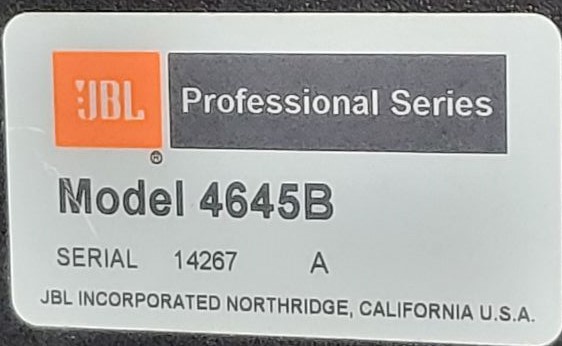 JBL Professional Series
®
Model 4645B
SERIAL 14267 A
JBL INCORPORATED NORTHRIDGE, CALIFORNIA U.S.A.